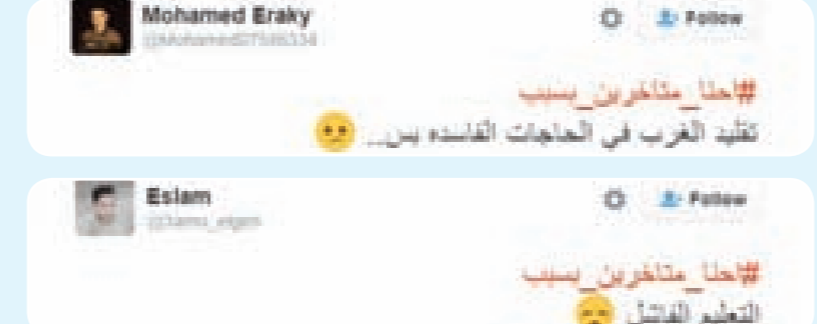 Mohamed Eraky
Follow
#احنا_متاخرين_بسبب
تقليد الغرب في الحاجات الفاسده بس..
Eslam
Follow
#احنا_متاخرين_بسبب
التعليم الفاشل